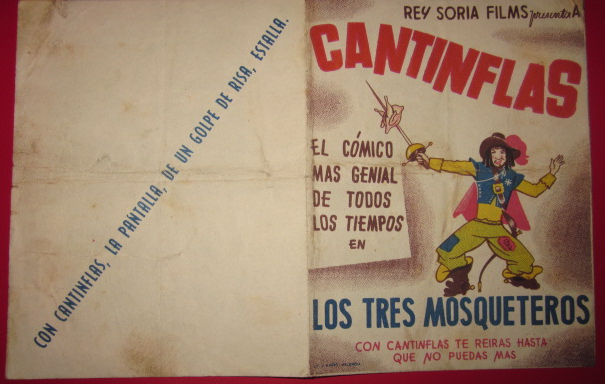 CON CANTINFLAS, LA PANTALLA, DE UN GOLPE DE RISA, ESTALLA.
REY SORIA FILMS presenta A
CANTINFLAS
EL CÓMICO
MAS GENIAL
DE TODOS
LOS TIEMPOS
EN
LOS TRES MOSQUETEROS
CON CANTINFLAS TE REIRAS HASTA
QUE NO PUEDAS MAS